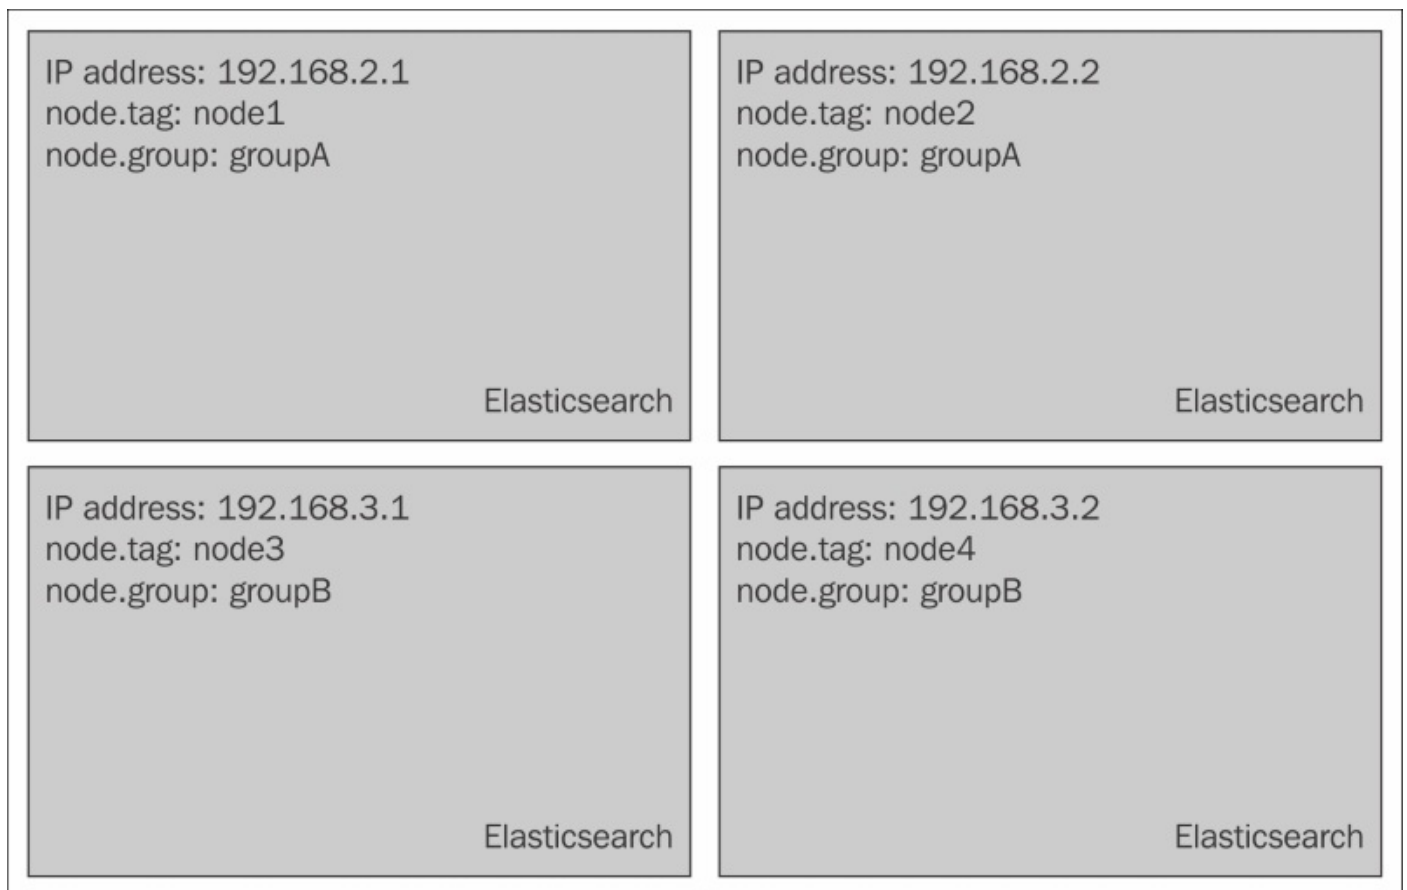 IP address: 192.168.2.1
node.tag: node1
node.group: groupA
Elasticsearch
IP address: 192.168.2.2
node.tag: node2
node.group: groupA
Elasticsearch
IP address: 192.168.3.1
node.tag: node3
node.group: groupB
Elasticsearch
IP address: 192.168.3.2
node.tag: node4
node.group: groupB
Elasticsearch